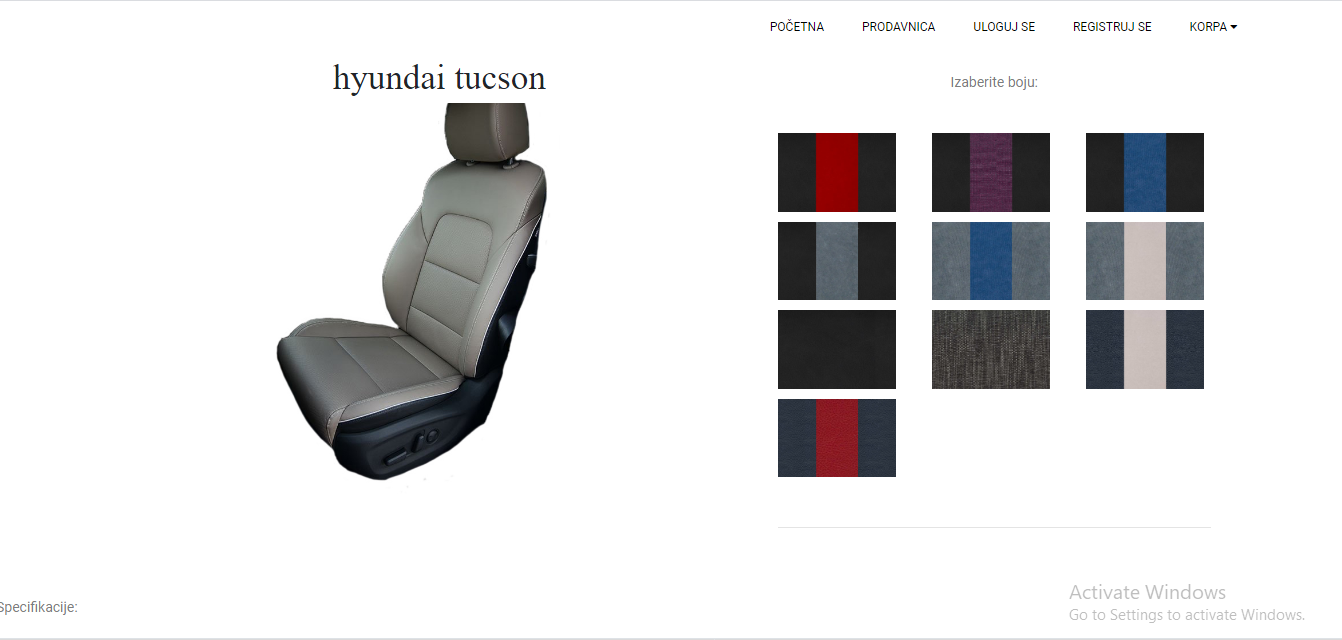 POČETNA PRODAVNICA ULOGUJ SE REGISTRUJ SE KORPA
hyundai tucson
Izaberite boju:
Specifikacije:
Activate Windows
Go to Settings to activate Windows.